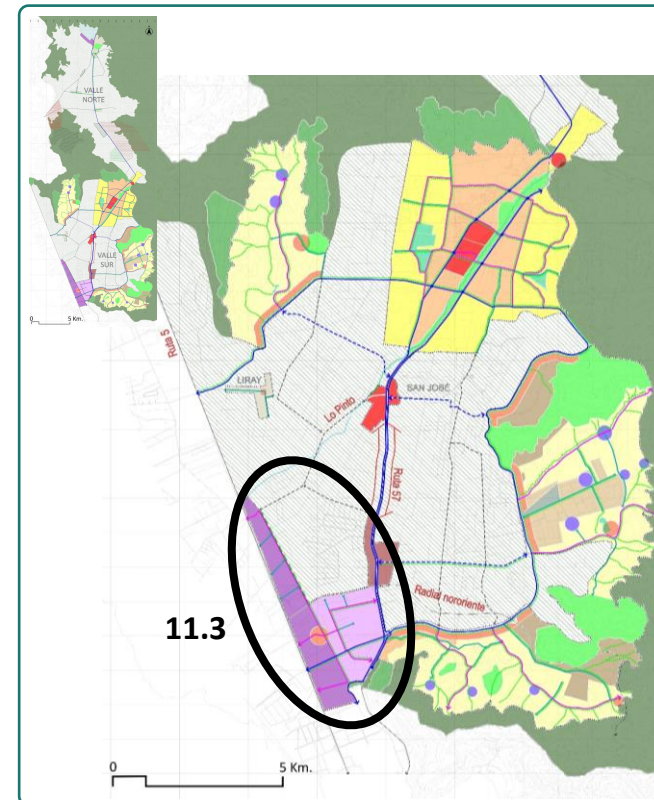 VALLE
NORTE
VALLE
SUR
0
5 Km.
Ruta 5
LIRAY
Lo Pinto
SAN JOSÉ
Ruta 57
Radial nororiente
11.3
0
5 Km.